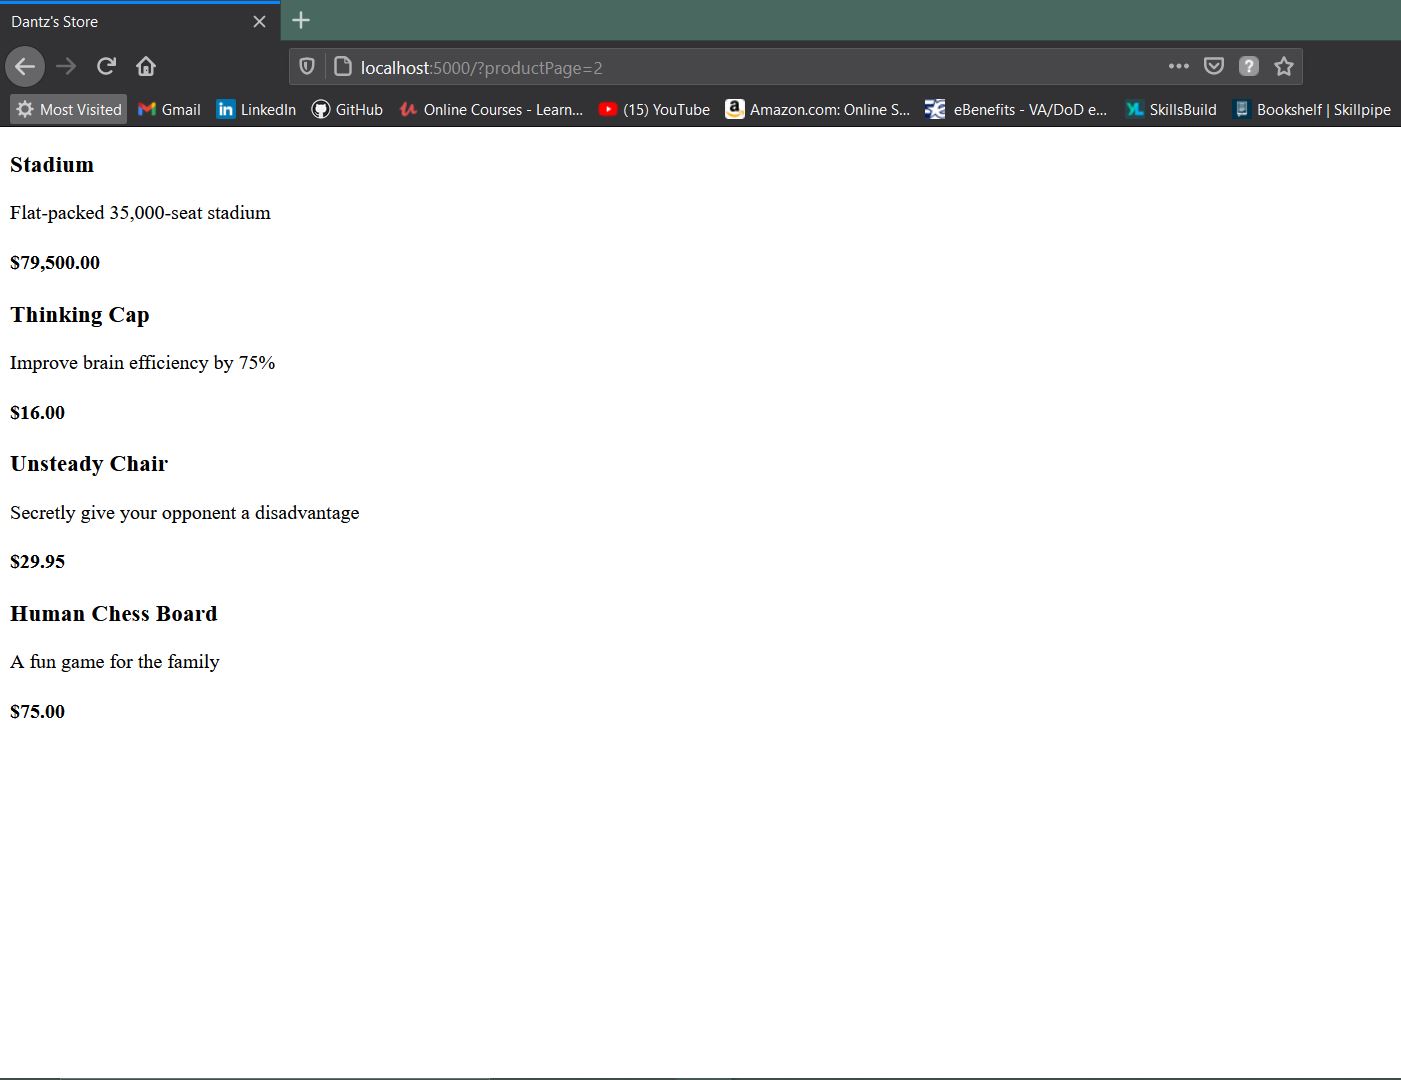 Dantz's Store
localhost:5000/?productPage=2
Most Visited Gmail LinkedIn GitHub Online Courses - Learn... (15) YouTube Amazon.com: Online S... eBenefits - VA/DoD e... SkillsBuild Bookshelf | Skillpipe
Stadium
Flat-packed 35,000-seat stadium
$79,500.00
Thinking Cap
Improve brain efficiency by 75%
$16.00
Unsteady Chair
Secretly give your opponent a disadvantage
$29.95
Human Chess Board
A fun game for the family
$75.00